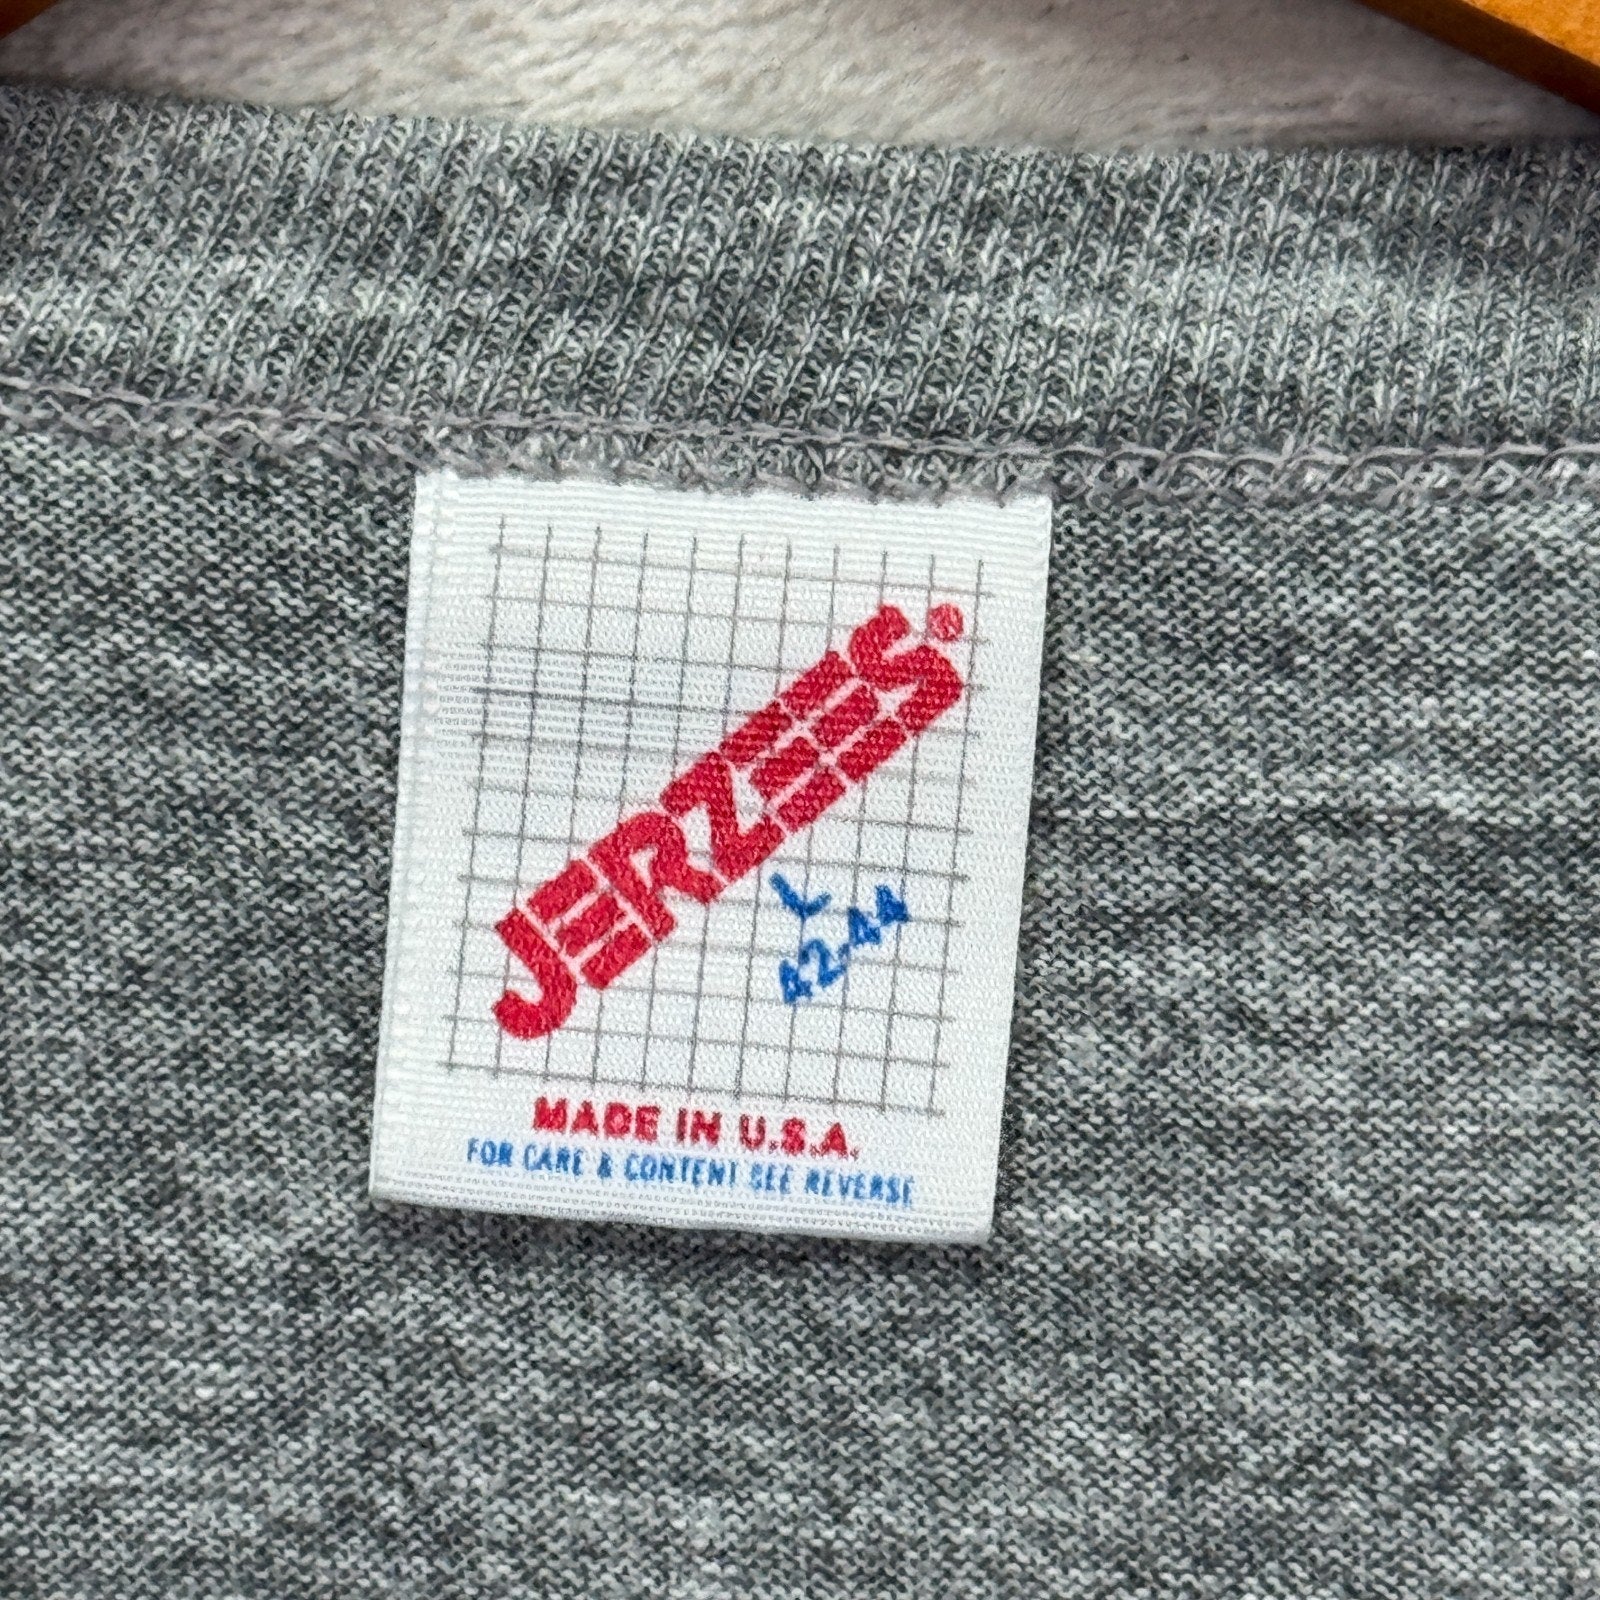 JERZEES
L
42-44
MADE IN U.S.A.
FOR CARE & CONTENT SEE REVERSE